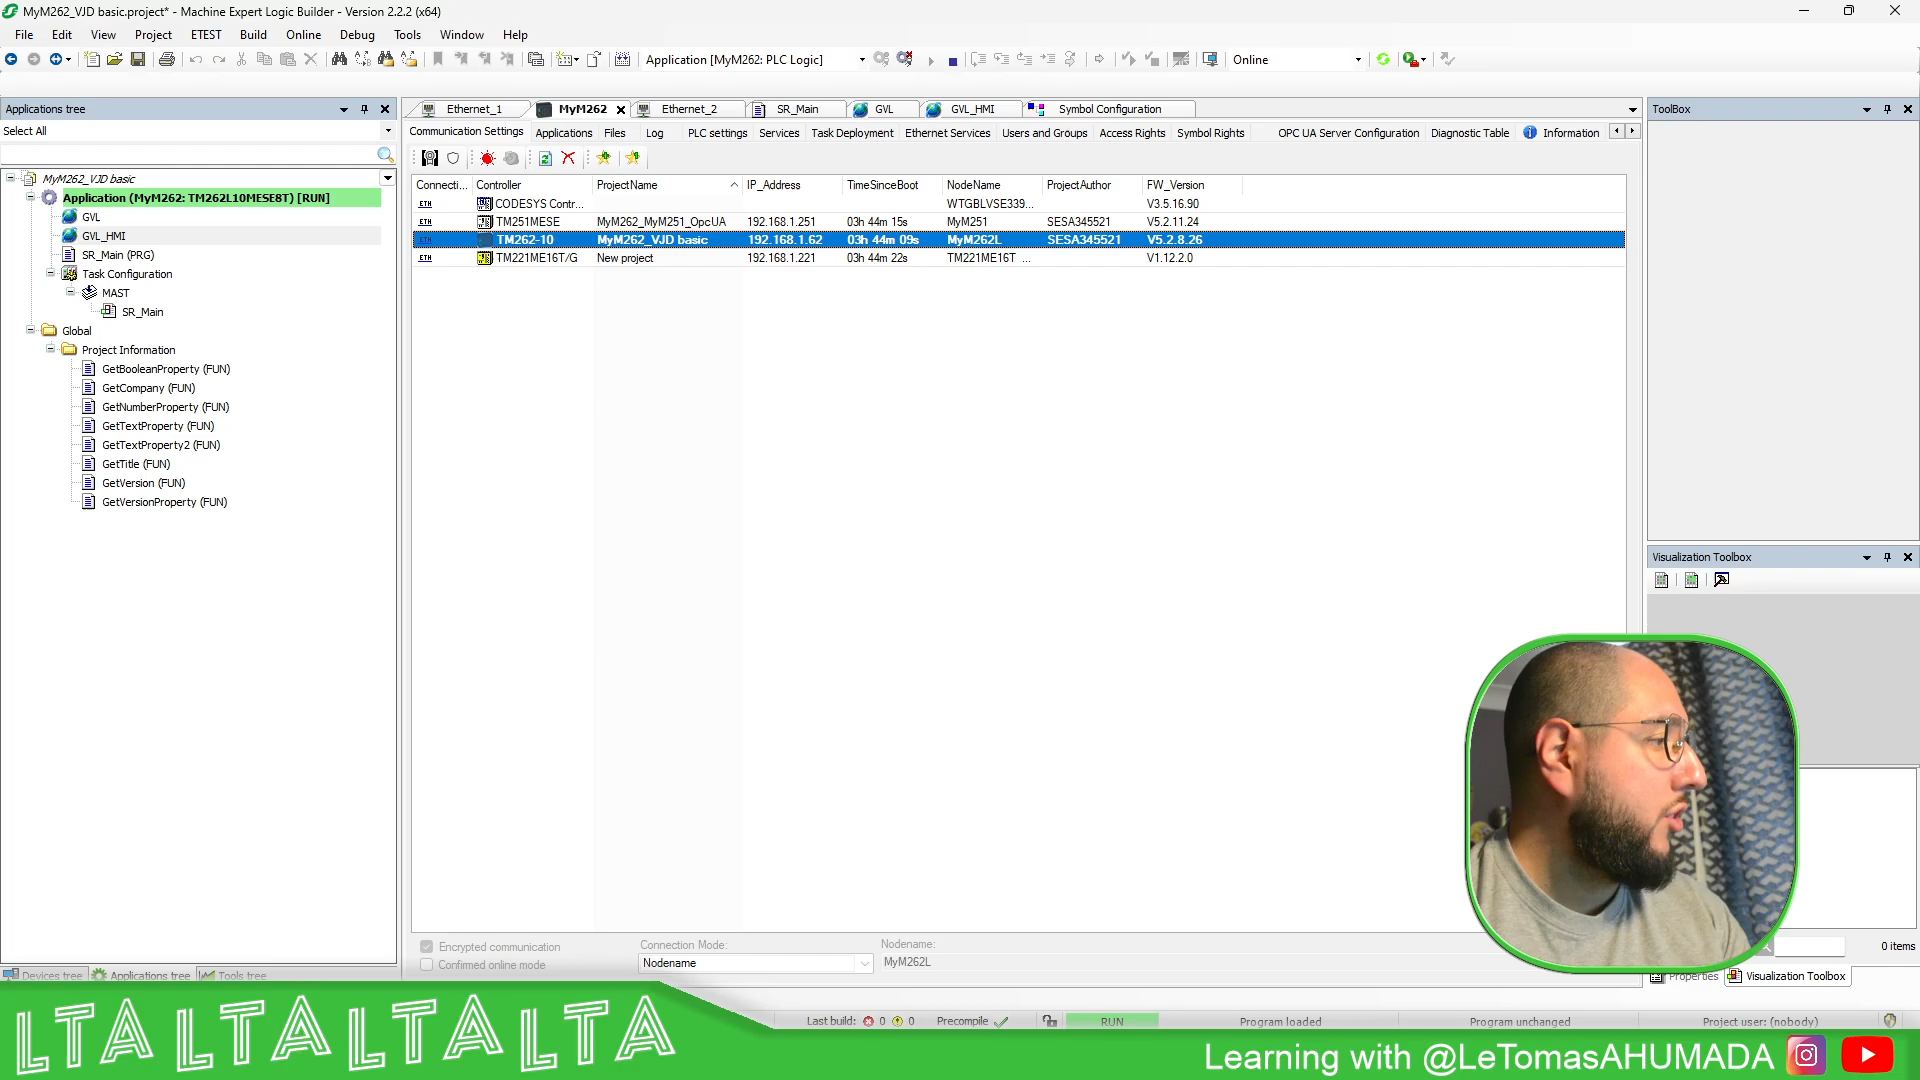 MyM262_VJD basic.project* - Machine Expert Logic Builder - Version 2.2.2 (x64)
File Edit View Project ETEST Build Online Debug Tools Window Help
Application [MyM262: PLC Logic]
Online
Applications tree
Select All
MyM262_VJD basic
Application (MyM262: TM262L10MESE8T) [RUN]
GVL
GVL_HMI
SR_Main (PRG)
Task Configuration
MAST
SR_Main
Global
Project Information
GetBooleanProperty (FUN)
GetCompany (FUN)
GetNumberProperty (FUN)
GetTextProperty (FUN)
GetTextProperty2 (FUN)
GetTitle (FUN)
GetVersion (FUN)
GetVersionProperty (FUN)
Devices tree Applications tree Tools tree
Ethernet_1 MyM262 Ethernet_2 SR_Main GVL GVL_HMI Symbol Configuration
Communication Settings Applications Files Log PLC settings Services Task Deployment Ethernet Services Users and Groups Access Rights Symbol Rights OPC UA Server Configuration Diagnostic Table Information
Connecti... Controller ProjectName IP_Address TimeSinceBoot NodeName ProjectAuthor FW_Version
ETH CODESYS Contr... WTGBLVSE339... V3.5.16.90
ETH TM251MESE MyM262_MyM251_OpcUA 192.168.1.251 03h 44m 15s MyM251 SESA345521 V5.2.11.24
ETH TM262-10 MyM262_VJD basic 192.168.1.62 03h 44m 09s MyM262L SESA345521 V5.2.8.26
ETH TM221ME16T/G New project 192.168.1.221 03h 44m 22s TM221ME16T ... V1.12.2.0
Encrypted communication
Confirmed online mode
Connection Mode:
Nodename
Nodename:
MyM262L
ToolBox
Visualization Toolbox
0 items
Properties Visualization Toolbox
Last build: 0 0 Precompile RUN Program loaded Program unchanged Project user: (nobody)
LTALTALTALTA
Learning with @LeTomasAHUMADA